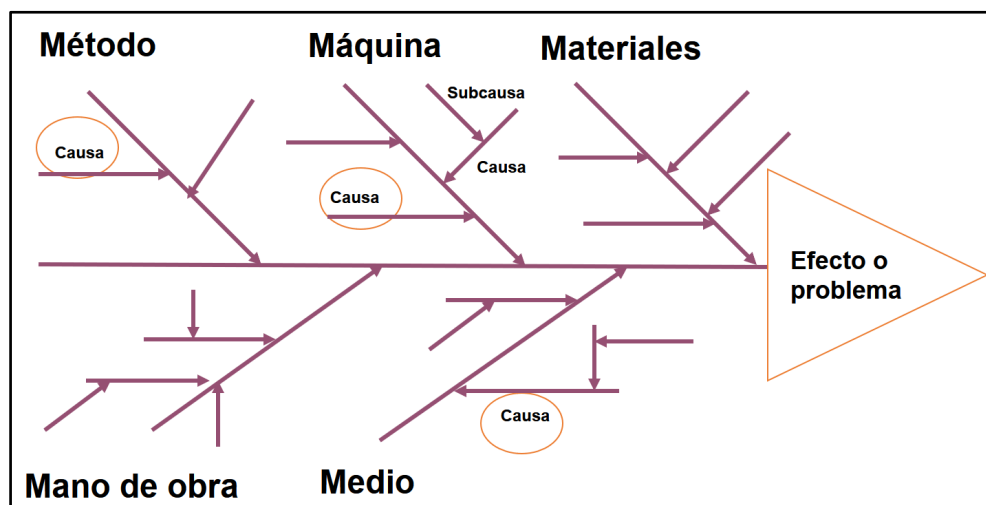 Método
Máquina
Materiales
Subcausa
Causa
Causa
Causa
Efecto o
problema
Causa
Mano de obra
Medio